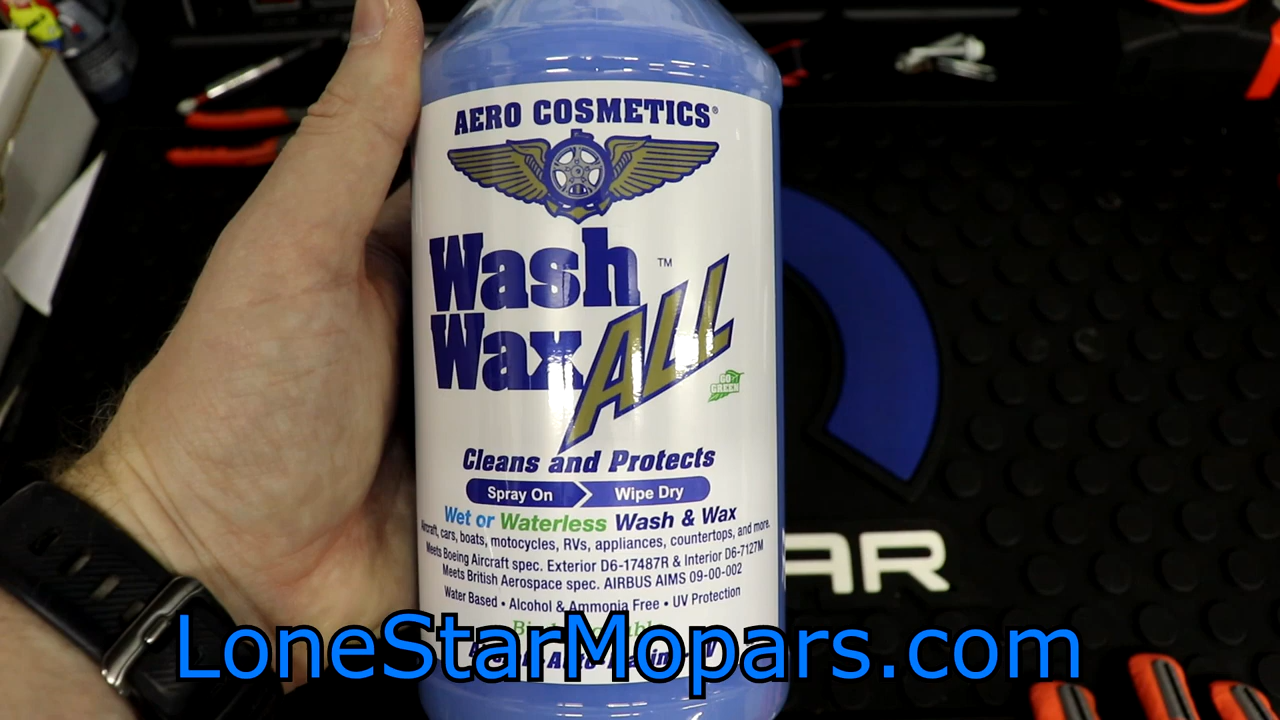 AERO COSMETICS®
Wash ™
Wax ALL
GO GREEN
Cleans and Protects
Spray On Wipe Dry
Wet or Waterless Wash & Wax
Aircraft, cars, boats, motocycles, RVs, appliances, countertops, and more.
Meets Boeing Aircraft spec. Exterior D6-17487R & Interior D6-7127M
Meets British Aerospace spec. AIRBUS AIMS 09-00-002
Water Based • Alcohol & Ammonia Free • UV Protection
AR
LoneStarMopars.com